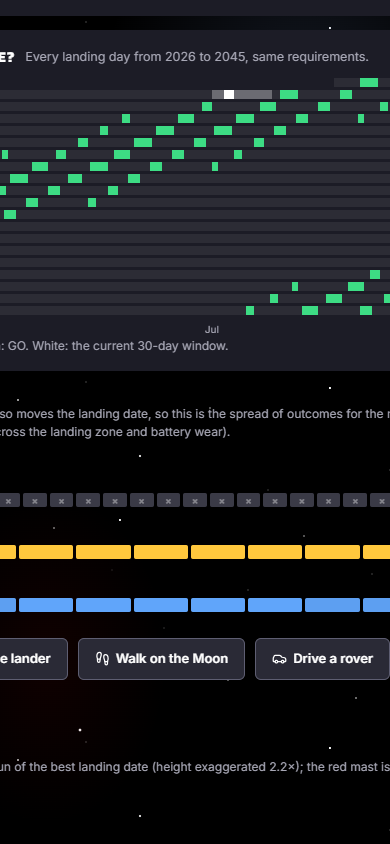 E? Every landing day from 2026 to 2045, same requirements.
Jul
: GO. White: the current 30-day window.
so moves the landing date, so this is the spread of outcomes for the
cross the landing zone and battery wear).
e lander
Walk on the Moon
Drive a rover
un of the best landing date (height exaggerated 2.2×); the red mast is